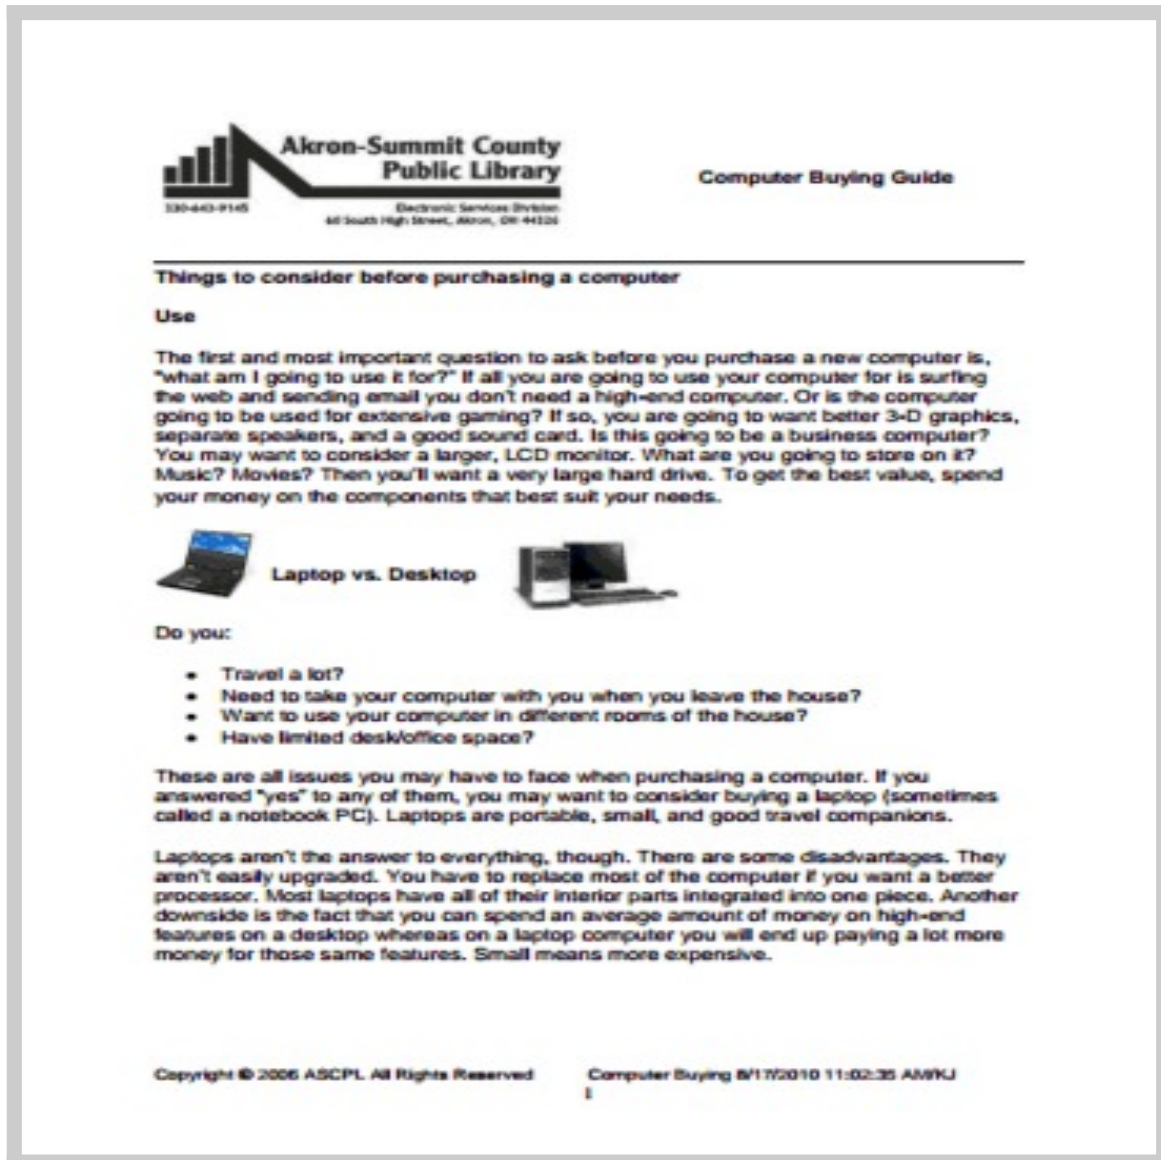 Akron-Summit County
Public Library
Computer Buying Guide
330-643-9145
Electronic Services Division
60 South High Street, Akron, OH 44326
Things to consider before purchasing a computer
Use
The first and most important question to ask before you purchase a new computer is,
"what am I going to use it for?" If all you are going to use your computer for is surfing
the web and sending email you don't need a high-end computer. Or is the computer
going to be used for extensive gaming? If so, you are going to want better 3-D graphics,
separate speakers, and a good sound card. Is this going to be a business computer?
You may want to consider a larger, LCD monitor. What are you going to store on it?
Music? Movies? Then you'll want a very large hard drive. To get the best value, spend
your money on the components that best suit your needs.
Laptop vs. Desktop
Do you:
• Travel a lot?
• Need to take your computer with you when you leave the house?
• Want to use your computer in different rooms of the house?
• Have limited desk/office space?
These are all issues you may have to face when purchasing a computer. If you
answered "yes" to any of them, you may want to consider buying a laptop (sometimes
called a notebook PC). Laptops are portable, small, and good travel companions.
Laptops aren't the answer to everything, though. There are some disadvantages. They
aren't easily upgraded. You have to replace most of the computer if you want a better
processor. Most laptops have all of their interior parts integrated into one piece. Another
downside is the fact that you can spend an average amount of money on high-end
features on a desktop whereas on a laptop computer you will end up paying a lot more
money for those same features. Small means more expensive.
Copyright © 2006 ASCPL All Rights Reserved
Computer Buying 8/17/2010 11:02:35 AM/KJ